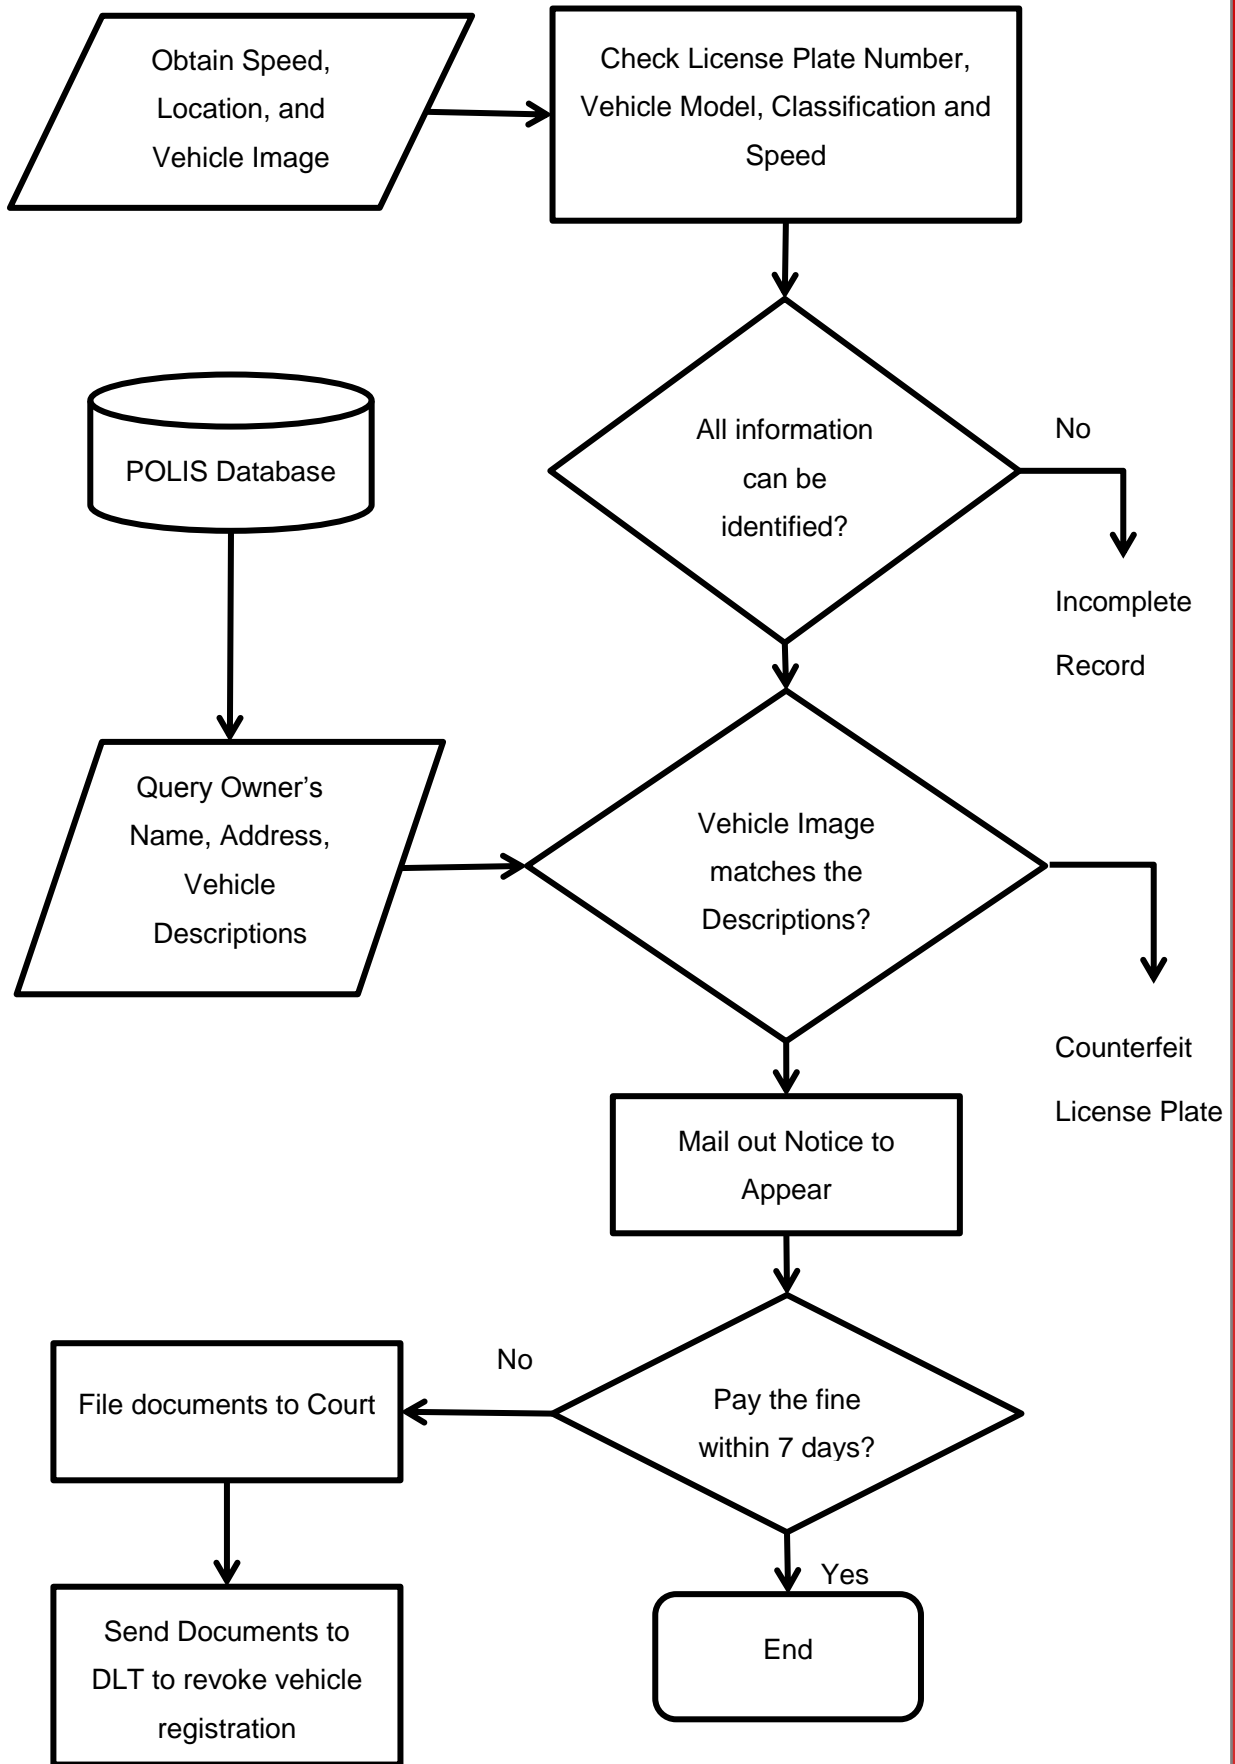 Obtain Speed,
Location, and
Vehicle Image
Check License Plate Number,
Vehicle Model, Classification and
Speed
All information
can be
identified?
No
Incomplete
Record
POLIS Database
Query Owner’s
Name, Address,
Vehicle
Descriptions
Vehicle Image
matches the
Descriptions?
Counterfeit
License Plate
Mail out Notice to
Appear
Pay the fine
within 7 days?
No
File documents to Court
Send Documents to
DLT to revoke vehicle
registration
Yes
End